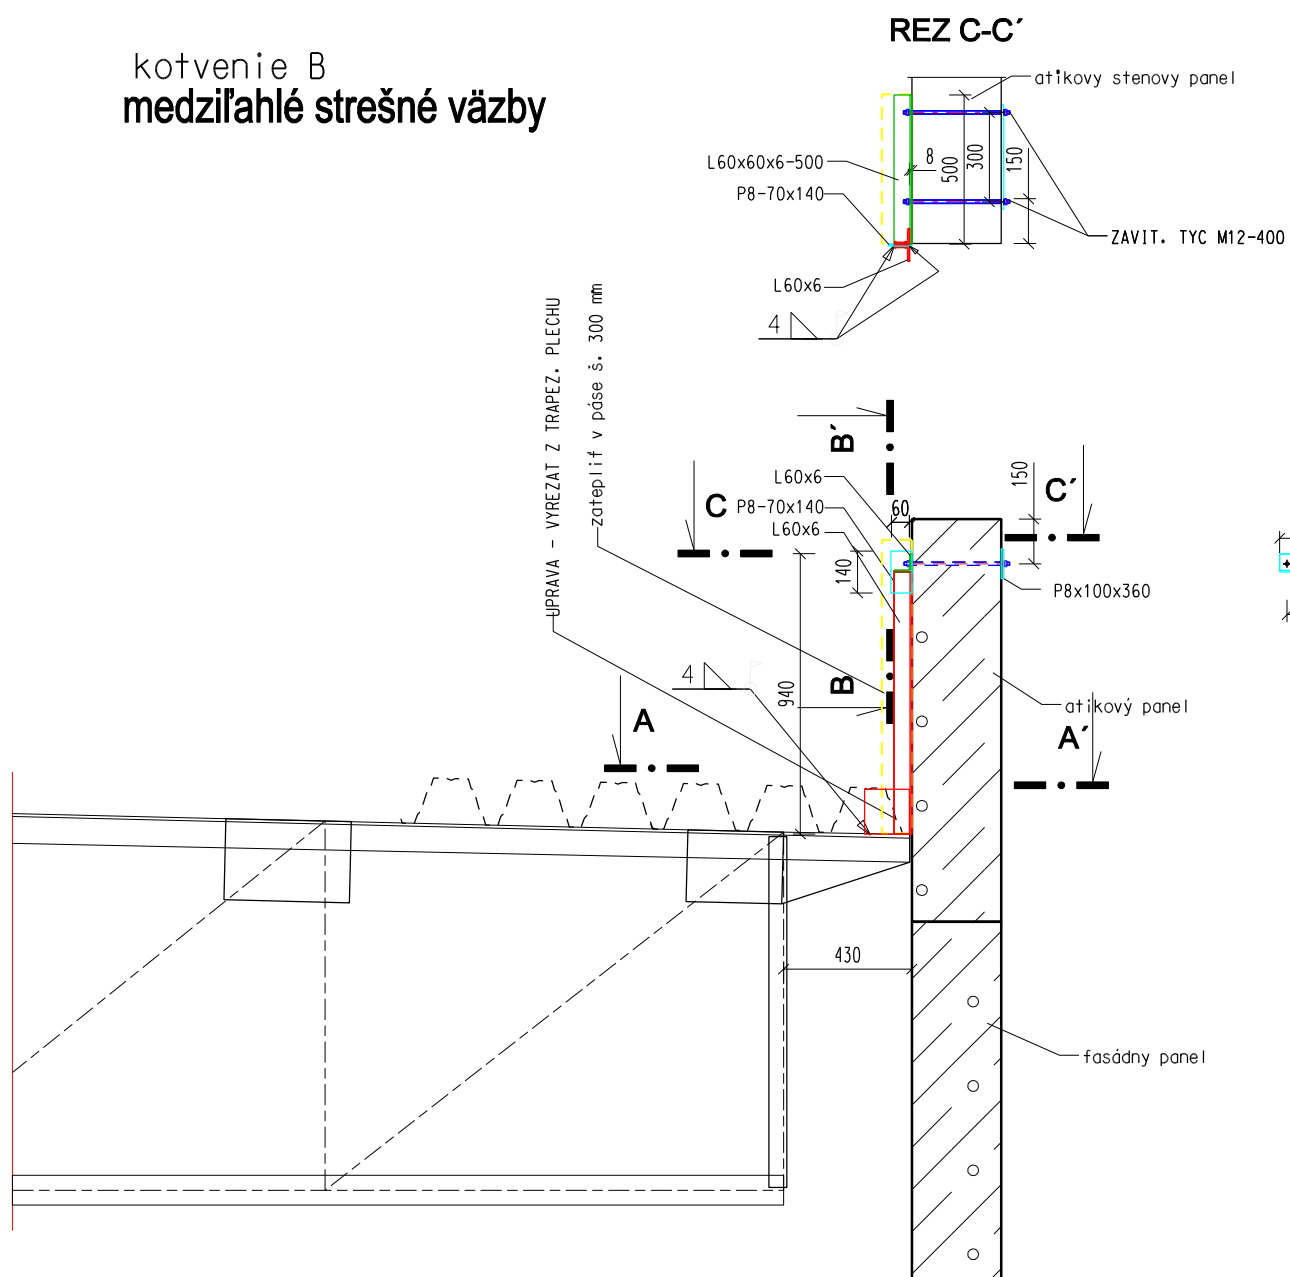 REZ C-C´
kotvenie B
medziľahlé strešné väzby
atikovy stenovy panel
L60x60x6-500
P8-70x140
8
500
300
150
ZAVIT. TYC M12-400
L60x6
4
UPRAVA - VYREZAT Z TRAPEZ. PLECHU
zatepliť v páse š. 300 mm
B´
L60x6
P8-70x140
L60x6
60
150
C
C´
140
P8x100x360
4
940
B
atikový panel
A
A´
430
fasádny panel